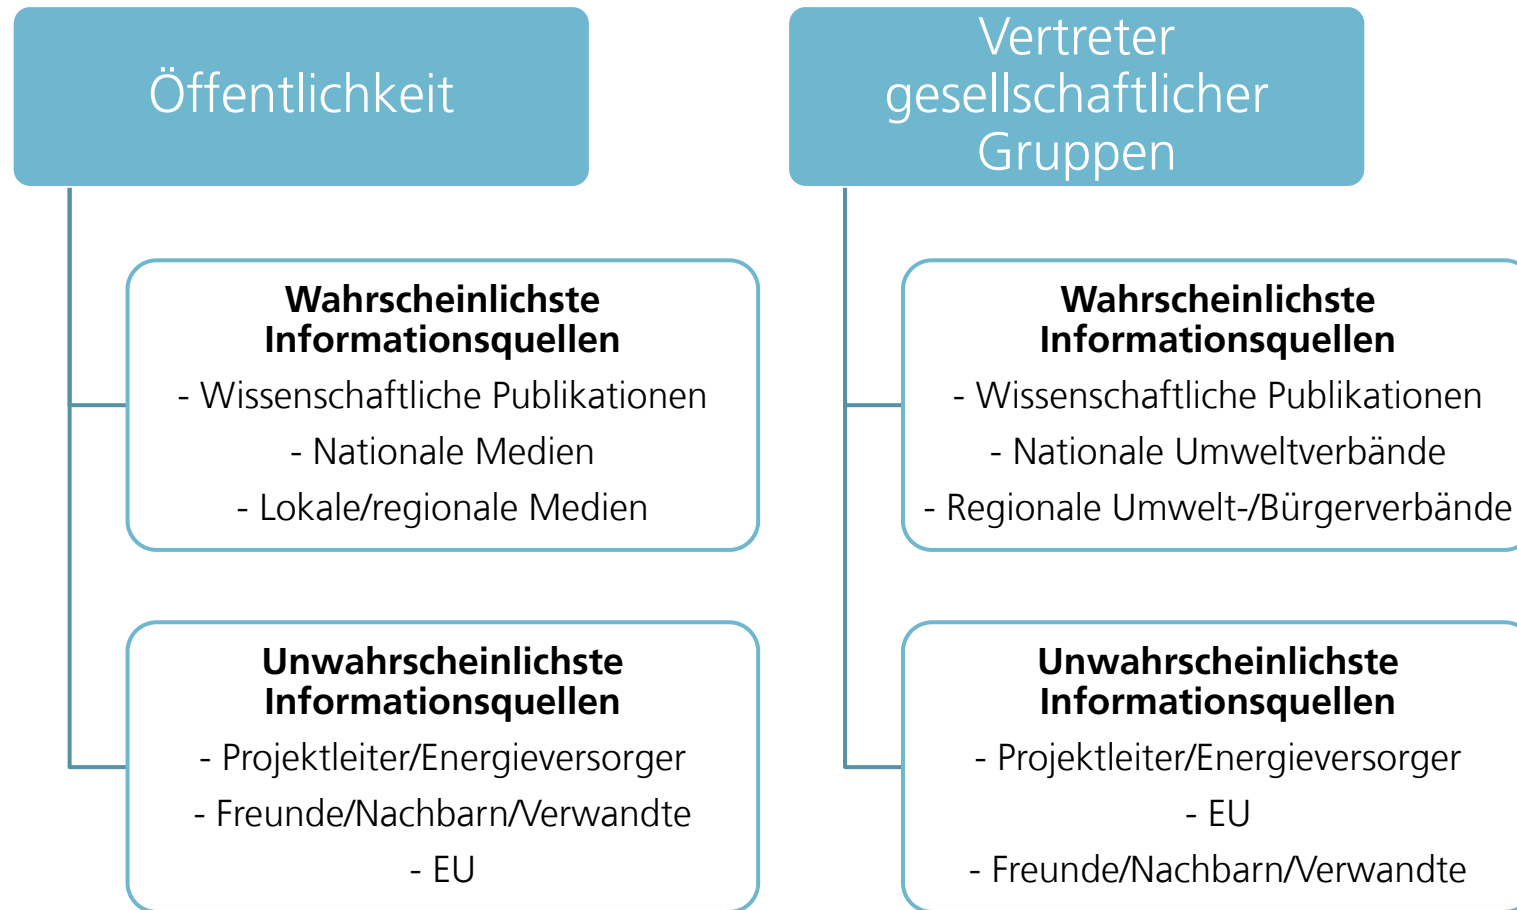 Öffentlichkeit
Wahrscheinlichste
Informationsquellen
- Wissenschaftliche Publikationen
- Nationale Medien
- Lokale/regionale Medien
Unwahrscheinlichste
Informationsquellen
- Projektleiter/Energieversorger
- Freunde/Nachbarn/Verwandte
- EU
Vertreter
gesellschaftlicher
Gruppen
Wahrscheinlichste
Informationsquellen
- Wissenschaftliche Publikationen
- Nationale Umweltverbände
- Regionale Umwelt-/Bürgerverbände
Unwahrscheinlichste
Informationsquellen
- Projektleiter/Energieversorger
- EU
- Freunde/Nachbarn/Verwandte